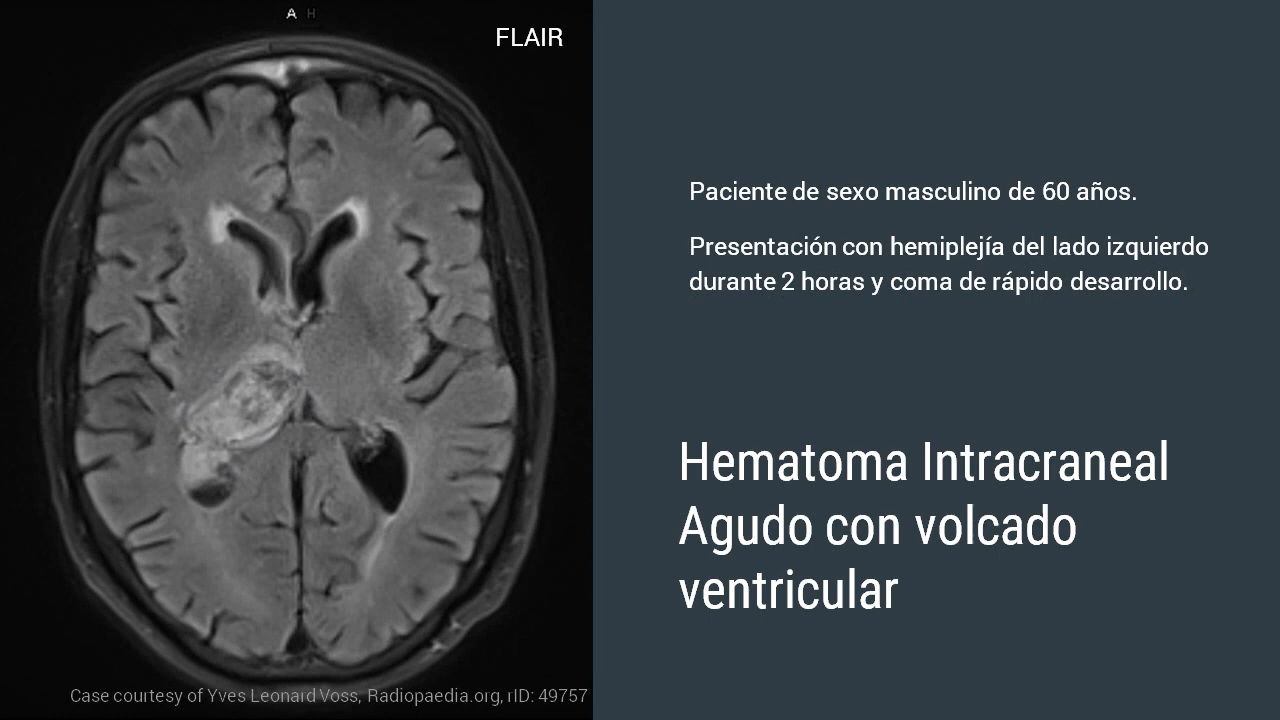 A H
FLAIR
Paciente de sexo masculino de 60 años.
Presentación con hemiplejía del lado izquierdo
durante 2 horas y coma de rápido desarrollo.
Hematoma Intracraneal
Agudo con volcado
ventricular
Case courtesy of Yves Leonard Voss, Radiopaedia.org, rID: 49757